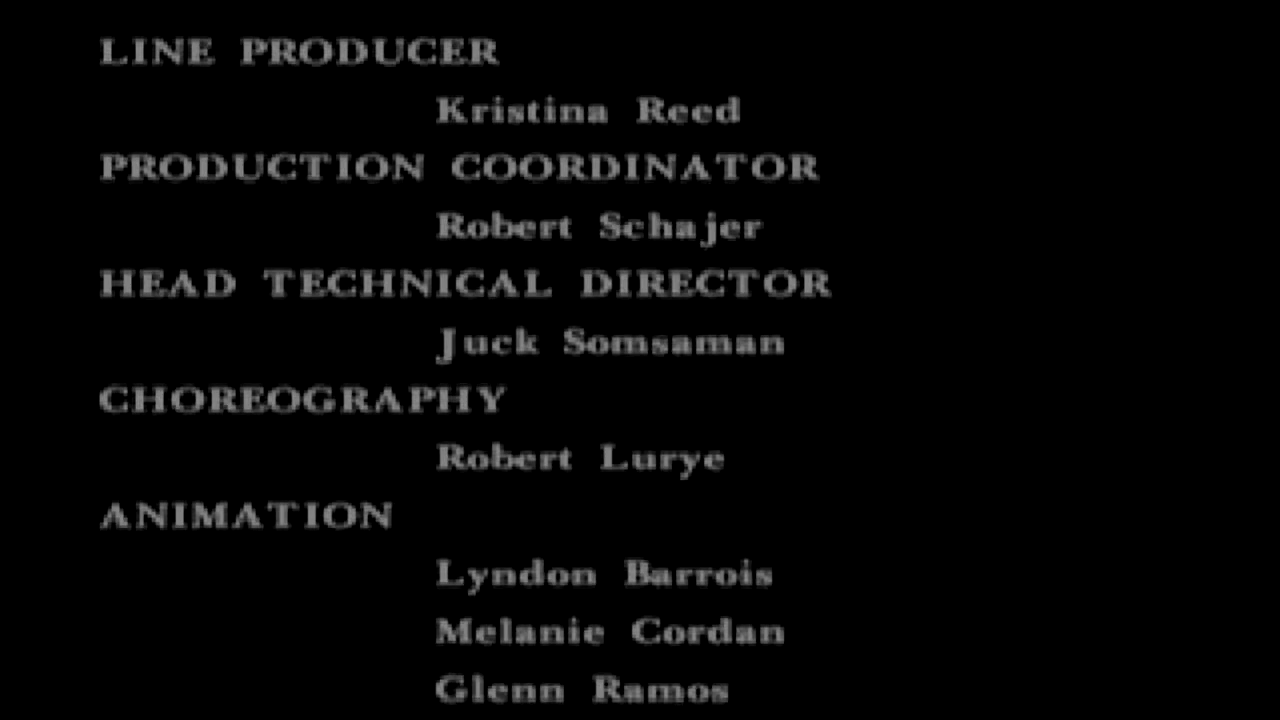 LINE PRODUCER
Kristina Reed
PRODUCTION COORDINATOR
Robert Schajer
HEAD TECHNICAL DIRECTOR
Juck Somsaman
CHOREOGRAPHY
Robert Lurye
ANIMATION
Lyndon Barrois
Melanie Cordan
Glenn Ramos